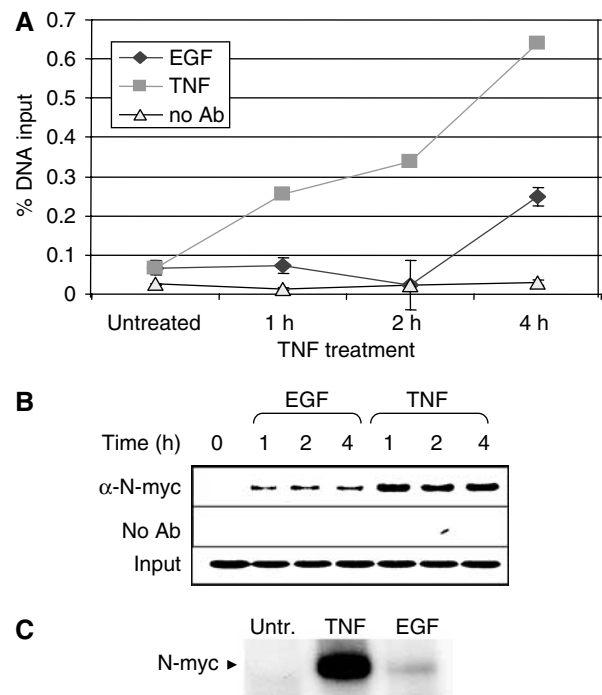 A
0.7
0.6
0.5
0.4
0.3
0.2
0.1
0
% DNA input
EGF
TNF
no Ab
Untreated 1 h 2 h 4 h
TNF treatment
B
EGF TNF
Time (h) 0 1 2 4 1 2 4
α-N-myc
No Ab
Input
C
Untr. TNF EGF
N-myc